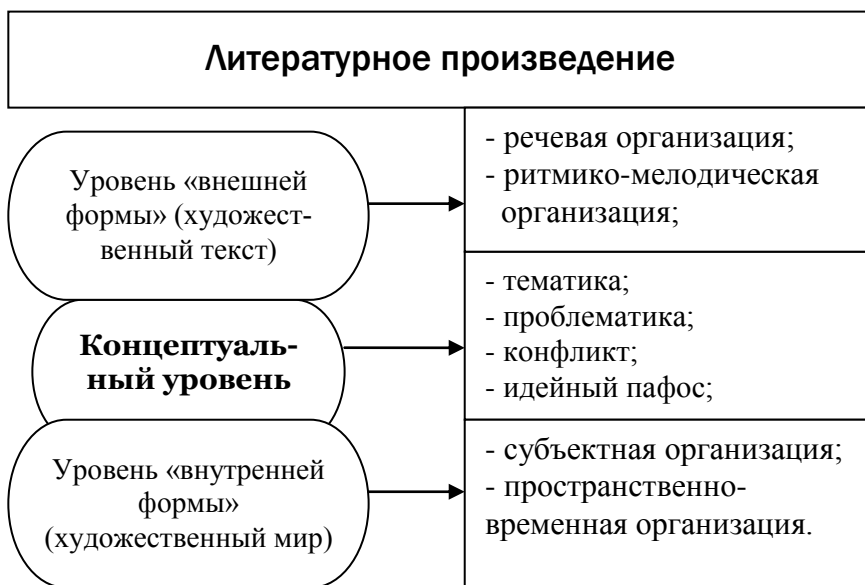 Литературное произведение
Уровень «внешней
формы» (художест-
венный текст)
- речевая организация;
- ритмико-мелодическая
организация;
Концептуаль-
ный уровень
- тематика;
- проблематика;
- конфликт;
- идейный пафос;
Уровень «внутренней
формы»
(художественный мир)
- субъектная организация;
- пространственно-
временная организация.